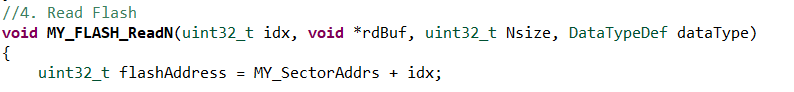 //4. Read Flash
void MY_FLASH_ReadN(uint32_t idx, void *rdBuf, uint32_t Nsize, DataTypeDef dataType)
{
    uint32_t flashAddress = MY_SectorAddrs + idx;